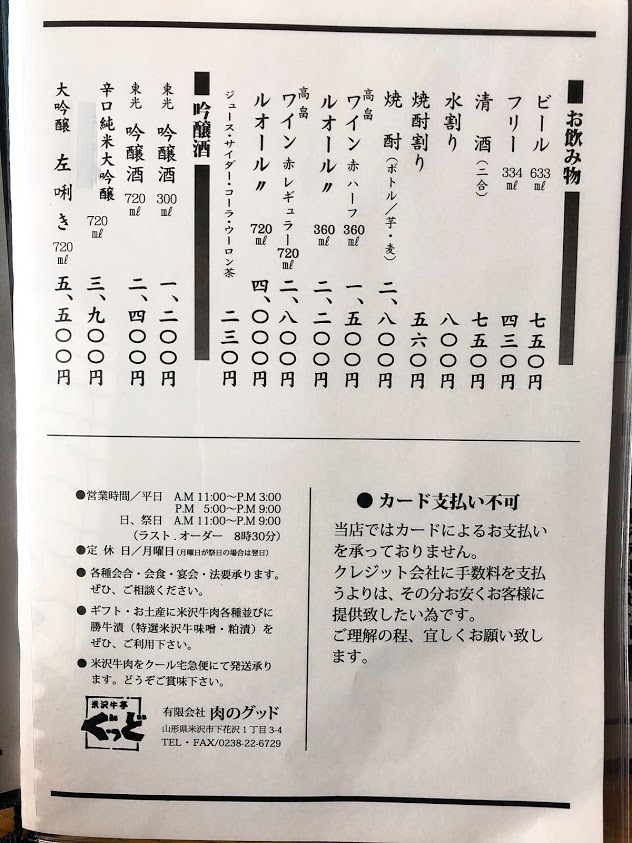 お飲み物
ビール 633㎖ 七五〇円
フリー 334㎖ 四三〇円
清酒(二合) 七五〇円
水割り 八〇〇円
焼酎割り 五六〇円
焼酎(ボトル/芋・麦) 二、八〇〇円
高畠ワイン 赤ハーフ 360㎖ 一、五〇〇円
ルオール〃 360㎖ 二、二〇〇円
高畠ワイン 赤レギュラー 720㎖ 二、八〇〇円
ルオール〃 720㎖ 四、〇〇〇円
ジュース・サイダー・コーラ・ウーロン茶 二三〇円
吟醸酒
東光 吟醸酒 300㎖ 一、二〇〇円
東光 吟醸酒 720㎖ 二、四〇〇円
辛口純米大吟醸 720㎖ 三、九〇〇円
大吟醸 左唎き 720㎖ 五、五〇〇円
●営業時間/平日 A.M 11:00〜P.M 3:00
P.M 5:00〜P.M 9:00
日、祭日 A.M 11:00〜P.M 9:00
(ラスト.オーダー 8時30分)
●定休日/月曜日(月曜日が祭日の場合は翌日)
● 各種会合・会食・宴会・法要承ります。
ぜひ、ご相談ください。
● ギフト・お土産に米沢牛肉各種並びに
勝牛漬(特選米沢牛味噌・粕漬)を
ぜひ、ご利用下さい。
● 米沢牛肉をクール宅急便にて発送承り
ます。どうぞご賞味下さい。
米沢牛亭
ぐっど
有限会社 肉のグッド
山形県米沢市下花沢1丁目3-4
TEL・FAX/0238-22-6729
● カード支払い不可
当店ではカードによるお支払い
を承っておりません。
クレジット会社に手数料を支払
うよりは、その分お安くお客様に
提供致したい為です。
ご理解の程、宜しくお願い致し
ます。